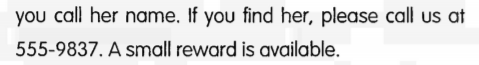 you call her name. If you find her, please call us at
555-9837. A small reward is available.